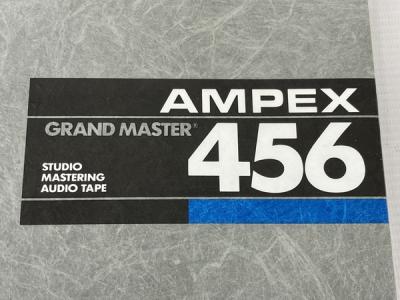 AMPEX
GRAND MASTER®
456
STUDIO
MASTERING
AUDIO TAPE